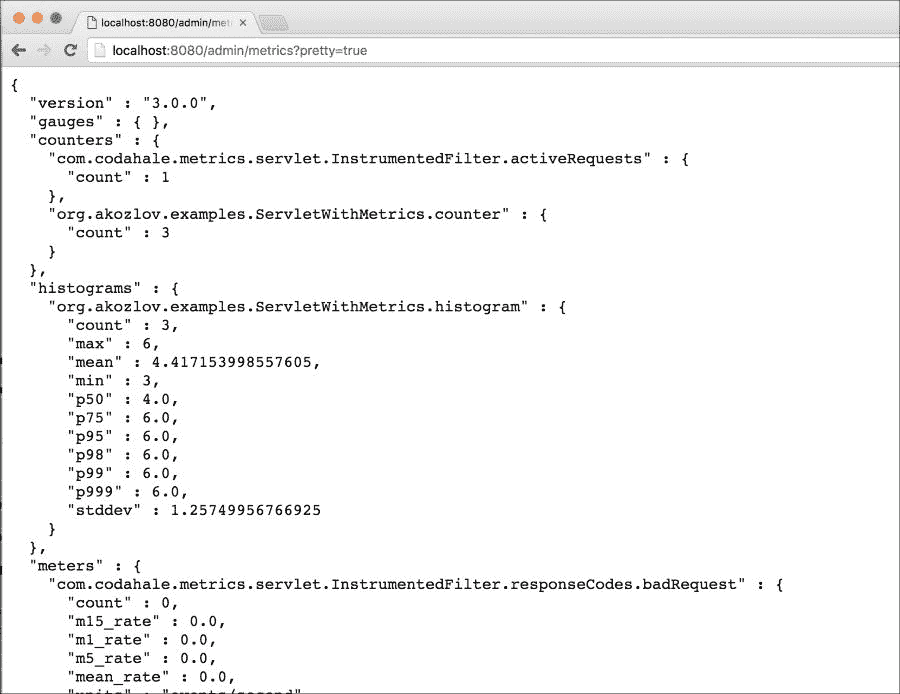 localhost:8080/admin/met
localhost:8080/admin/metrics?pretty=true
{
"version" : "3.0.0",
"gauges" : { },
"counters" : {
"com.codahale.metrics.servlet.InstrumentedFilter.activeRequests" : {
"count" : 1
},
"org.akozlov.examples.ServletWithMetrics.counter" : {
"count" : 3
}
},
"histograms" : {
"org.akozlov.examples.ServletWithMetrics.histogram" : {
"count" : 3,
"max" : 6,
"mean" : 4.417153998557605,
"min" : 3,
"p50" : 4.0,
"p75" : 6.0,
"p95" : 6.0,
"p98" : 6.0,
"p99" : 6.0,
"p999" : 6.0,
"stddev" : 1.25749956766925
}
},
"meters" : {
"com.codahale.metrics.servlet.InstrumentedFilter.responseCodes.badRequest" : {
"count" : 0,
"m15_rate" : 0.0,
"m1_rate" : 0.0,
"m5_rate" : 0.0,
"mean_rate" : 0.0,
"units" : "events/second"